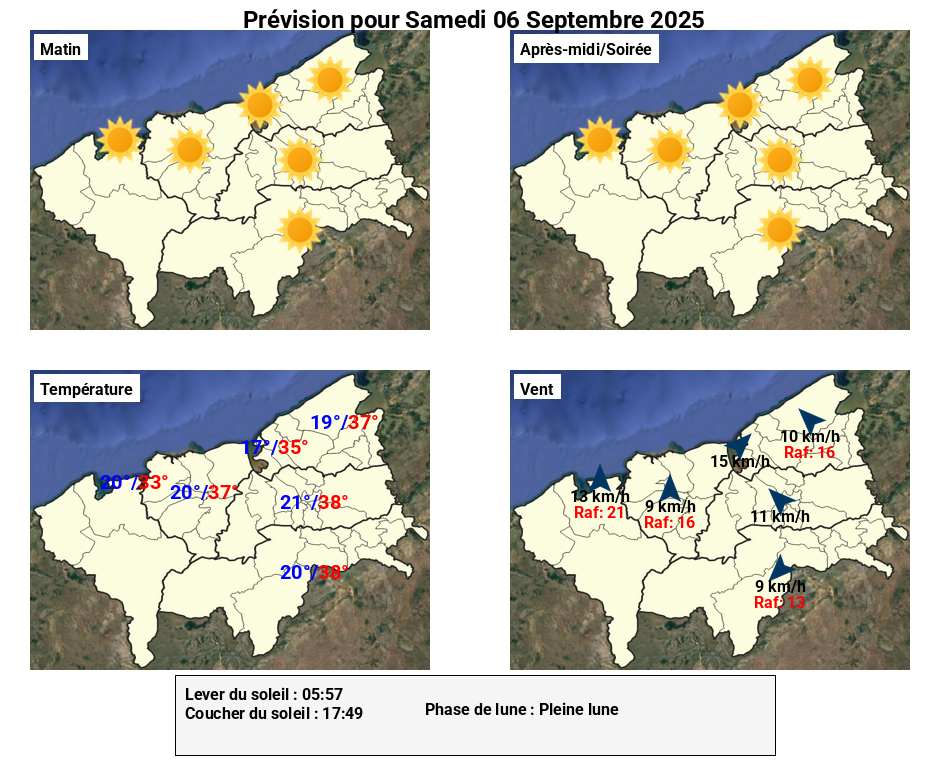 Prévision pour Samedi 06 Septembre 2025
Matin
Après-midi/Soirée
Température
19°/37°
17°/35°
20°/33°
20°/37°
21°/38°
20°/38°
Vent
10 km/h
Raf: 16
15 km/h
13 km/h
Raf: 21
9 km/h
Raf: 16
11 km/h
9 km/h
Raf: 13
Lever du soleil : 05:57
Coucher du soleil : 17:49
Phase de lune : Pleine lune